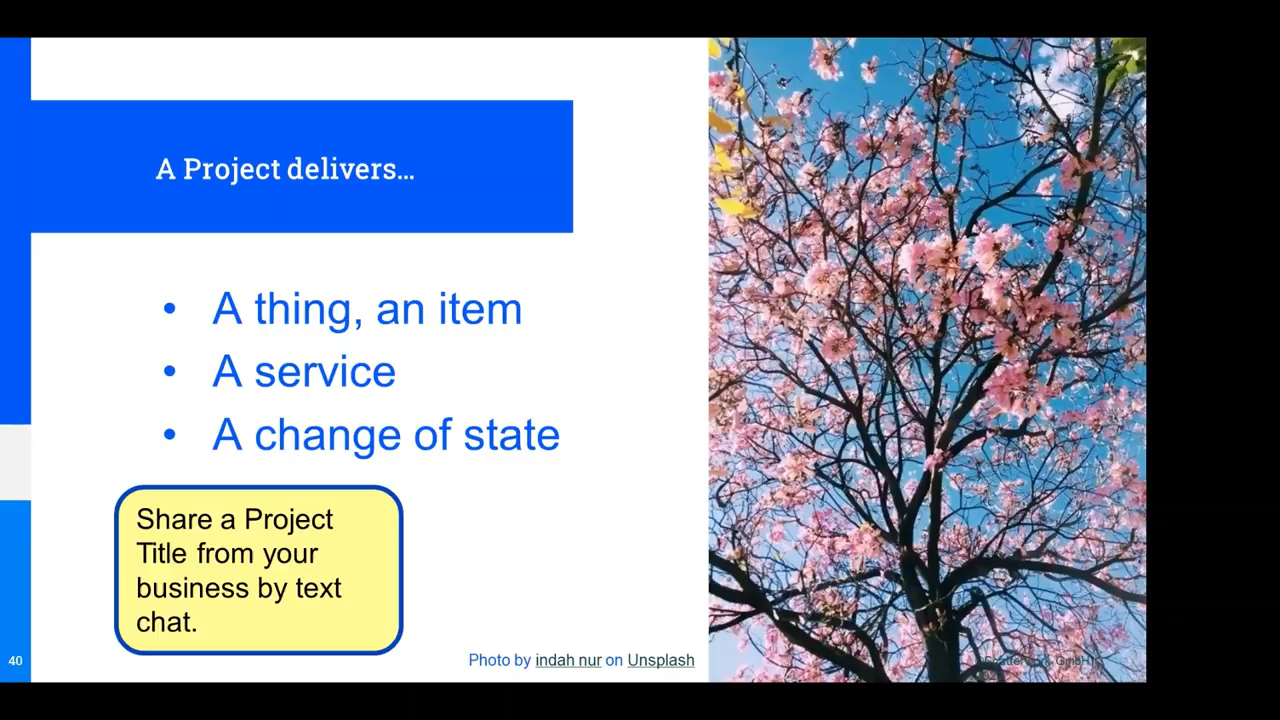 A Project delivers...
• A thing, an item
• A service
• A change of state
Share a Project
Title from your
business by text
chat.
40
Photo by indah nur on Unsplash
GmbH